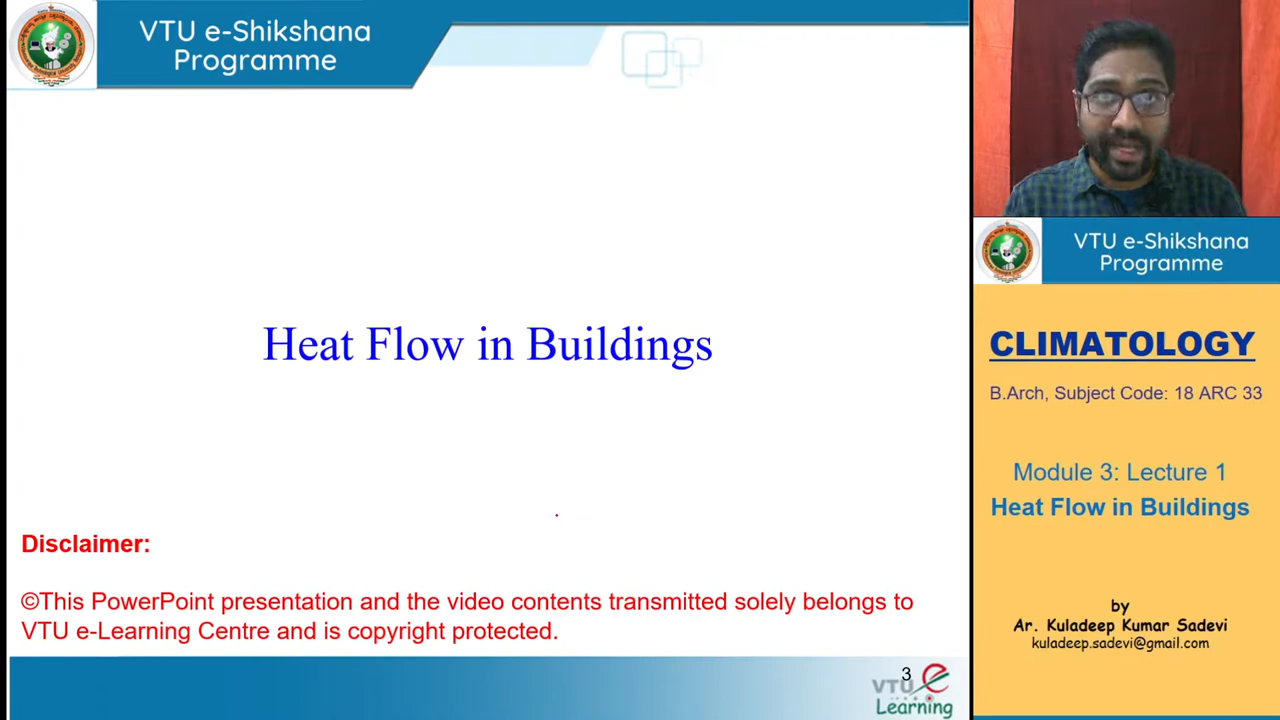 VTU e-Shikshana
Programme
Heat Flow in Buildings
Disclaimer:
©This PowerPoint presentation and the video contents transmitted solely belongs to
VTU e-Learning Centre and is copyright protected.
3
VTU e
Learning
VTU e-Shikshana
Programme
CLIMATOLOGY
B.Arch, Subject Code: 18 ARC 33
Module 3: Lecture 1
Heat Flow in Buildings
by
Ar. Kuladeep Kumar Sadevi
kuladeep.sadevi@gmail.com